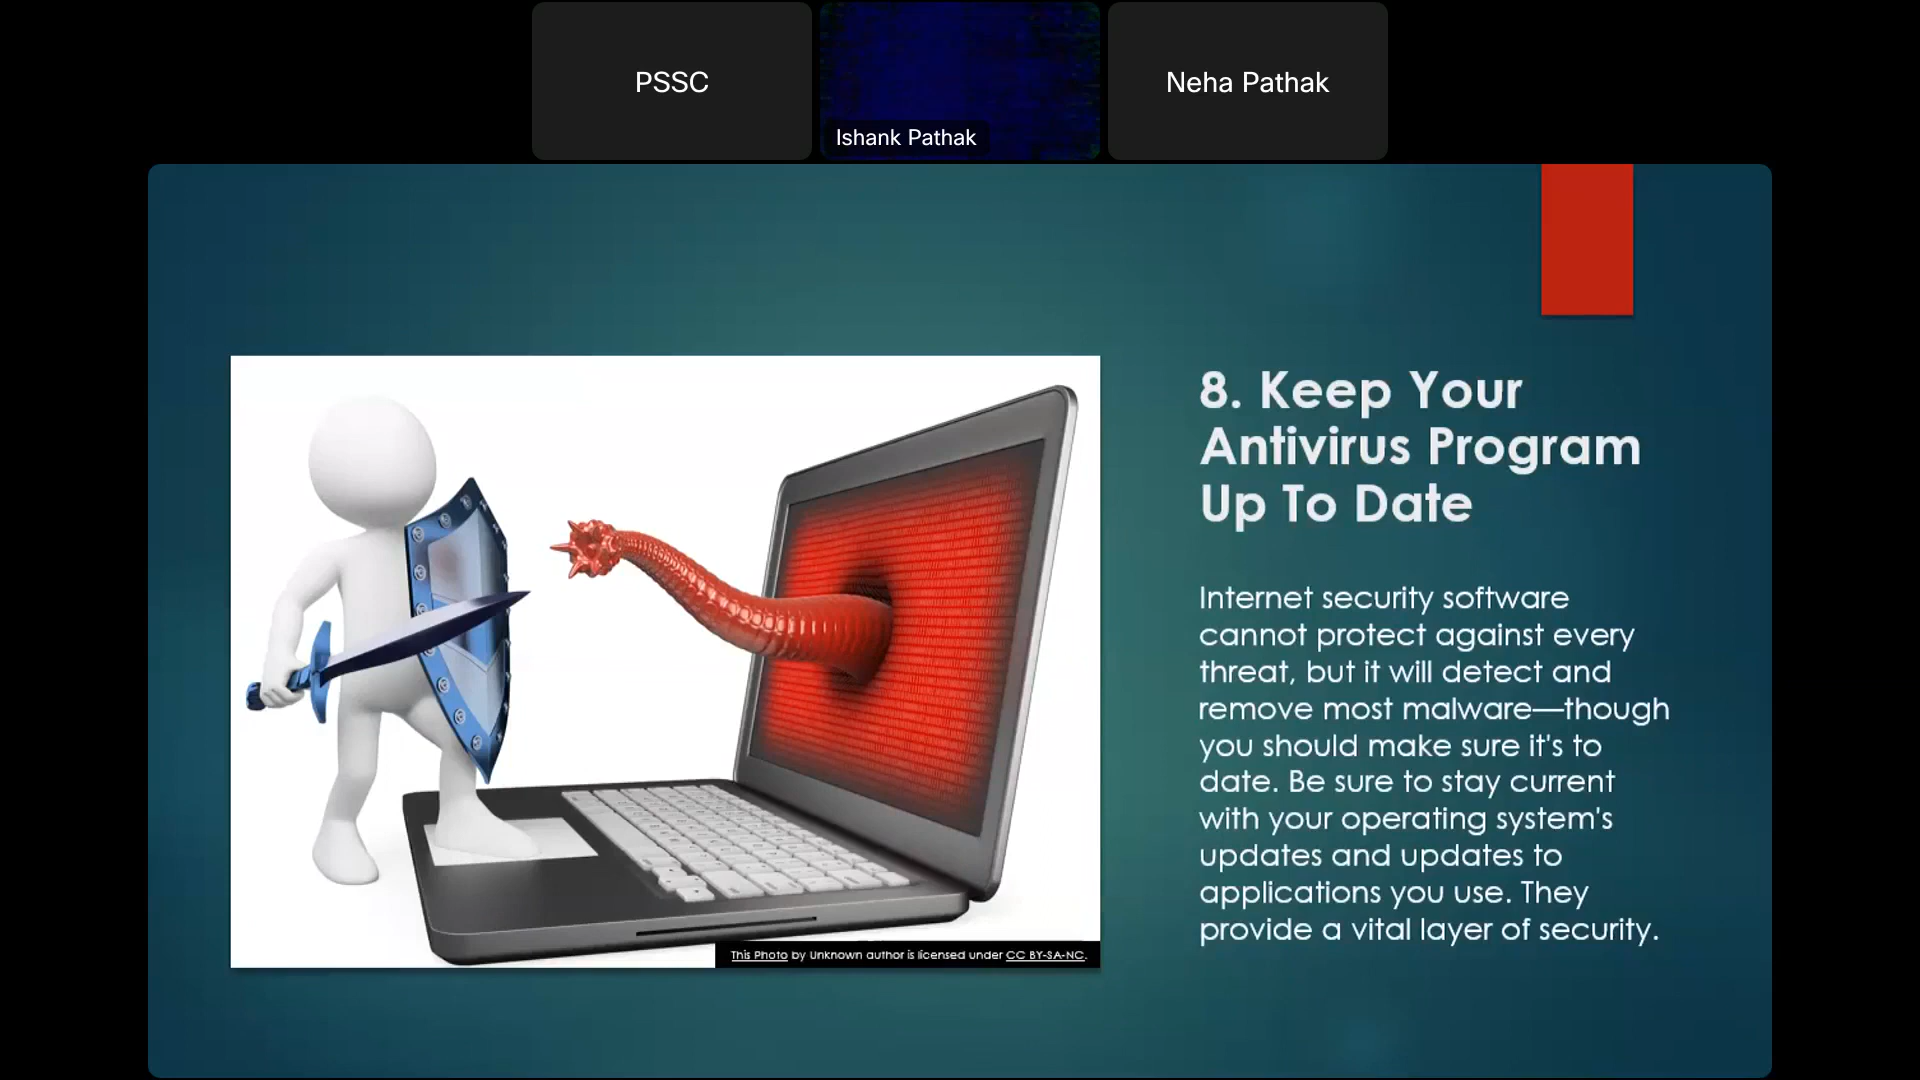 PSSC
Ishank Pathak
Neha Pathak
8. Keep Your
Antivirus Program
Up To Date
Internet security software
cannot protect against every
threat, but it will detect and
remove most malware—though
you should make sure it's to
date. Be sure to stay current
with your operating system's
updates and updates to
applications you use. They
provide a vital layer of security.
This Photo by Unknown author is licensed under CC BY-SA-NC.